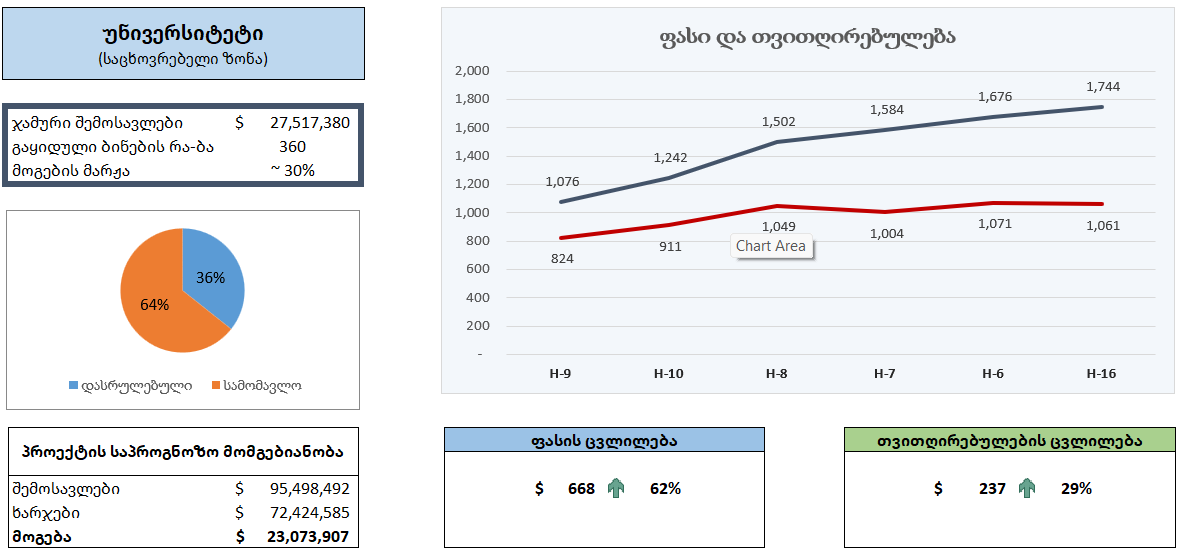 უნივერსიტეტი
(საცხოვრებელი ზონა)
ჯამური შემოსავლები $ 27,517,380
გაყიდული ბინების რა-ბა 360
მოგების მარჟა ~ 30%
36%
64%
დასრულებული სამომავლო
პროექტის საპროგნოზო მომგებიანობა
შემოსავლები $ 95,498,492
ხარჯები $ 72,424,585
მოგება $ 23,073,907
ფასი და თვითღირებულება
2,000
1,800
1,600
1,400
1,200
1,000
800
600
400
200
-
1,076
1,242
1,502
1,584
1,676
1,744
824
911
1,049
1,004
1,071
1,061
Chart Area
H-9 H-10 H-8 H-7 H-6 H-16
ფასის ცვლილება
$ 668 62%
თვითღირებულების ცვლილება
$ 237 29%